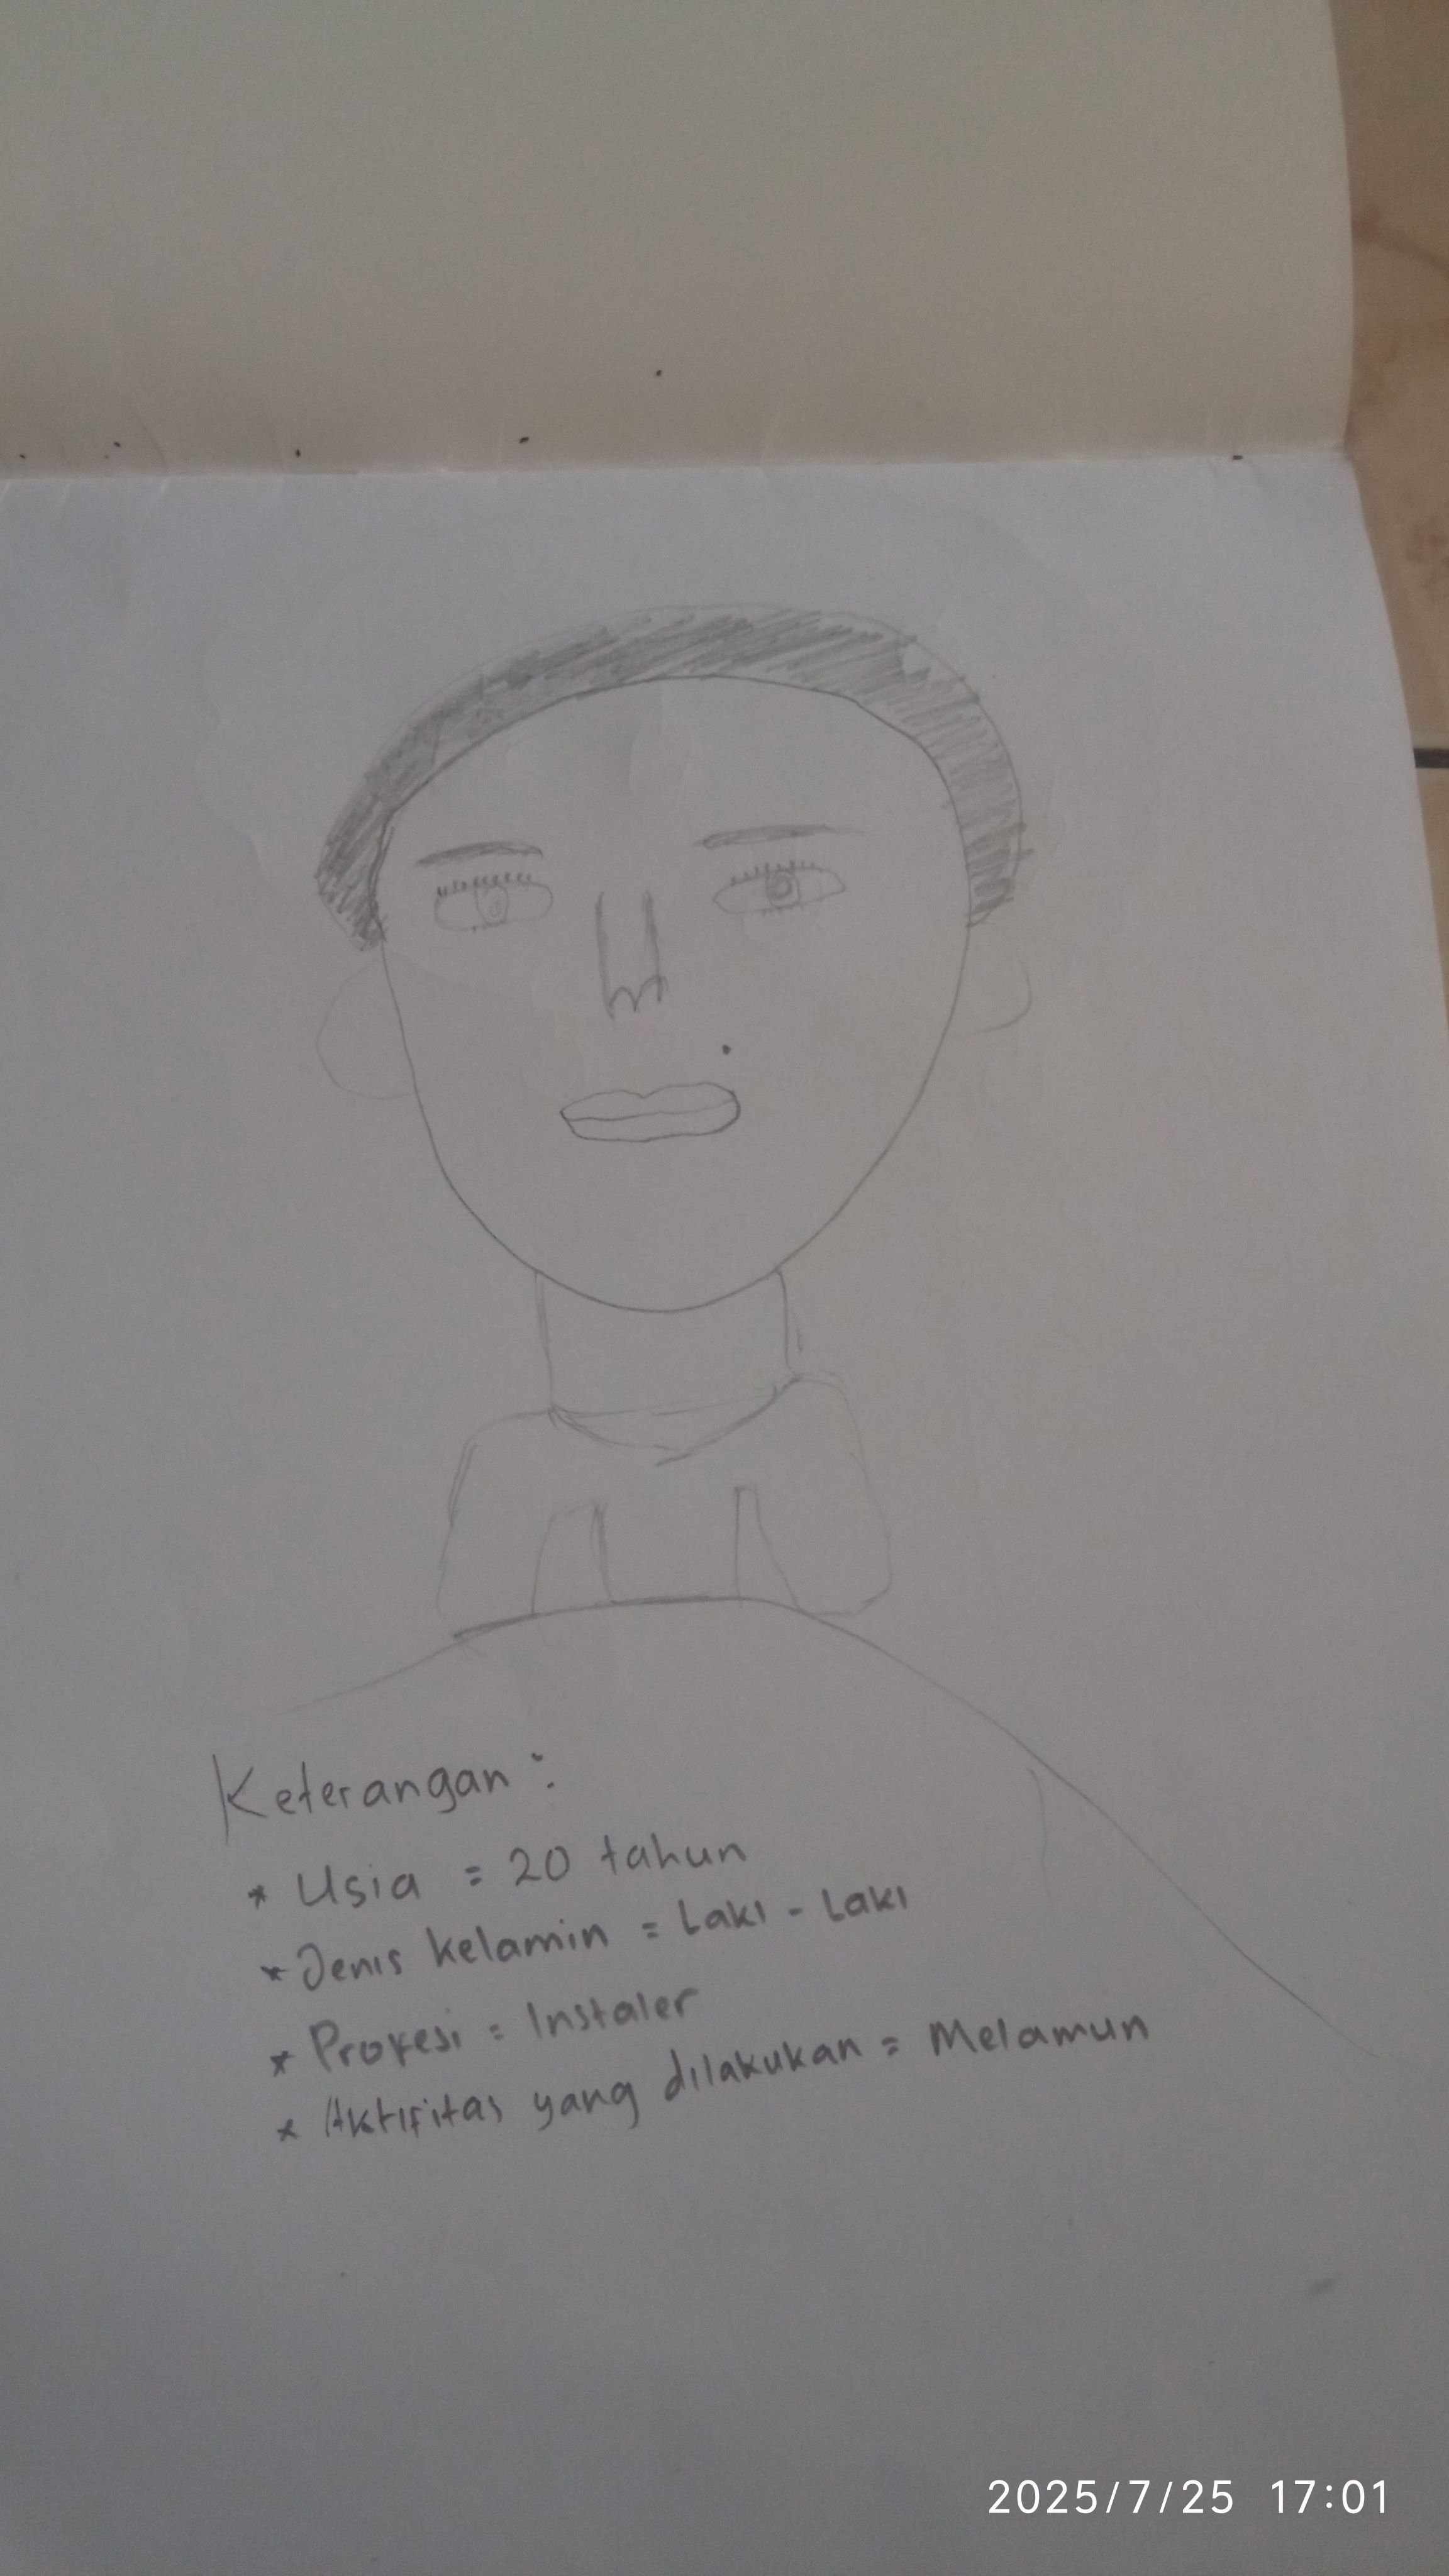 Keterangan :
* Usia = 20 tahun
* Jenis kelamin = Laki - Laki
* Profesi = Instaler
* Aktifitas yang dilakukan = Melamun
2025/7/25 17:01